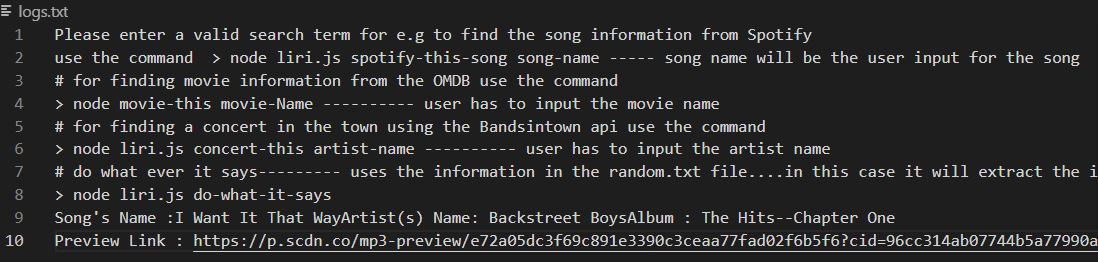 logs.txt
1 Please enter a valid search term for e.g to find the song information from Spotify
2 use the command  > node liri.js spotify-this-song song-name ----- song name will be the user input for the song
3 # for finding movie information from the OMDB use the command
4 > node movie-this movie-Name ---------- user has to input the movie name
5 # for finding a concert in the town using the Bandsintown api use the command
6 > node liri.js concert-this artist-name ---------- user has to input the artist name
7 # do what ever it says--------- uses the information in the random.txt file....in this case it will extract the i
8 > node liri.js do-what-it-says
9 Song's Name :I Want It That WayArtist(s) Name: Backstreet BoysAlbum : The Hits--Chapter One
10 Preview Link : https://p.scdn.co/mp3-preview/e72a05dc3f69c891e3390c3ceaa77fad02f6b5f6?cid=96cc314ab07744b5a77990a